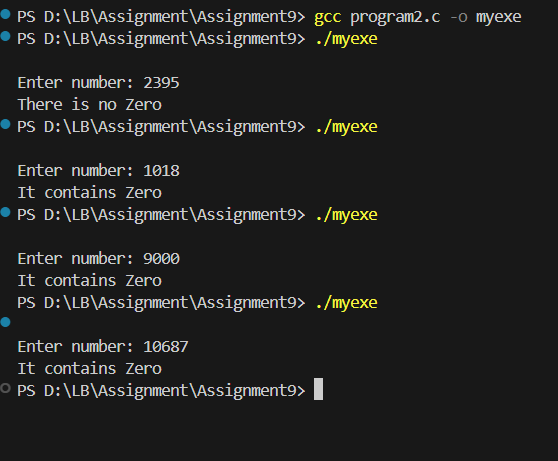 PS D:\LB\Assignment\Assignment9> gcc program2.c -o myexe
PS D:\LB\Assignment\Assignment9> ./myexe
Enter number: 2395
There is no Zero
PS D:\LB\Assignment\Assignment9> ./myexe
Enter number: 1018
It contains Zero
PS D:\LB\Assignment\Assignment9> ./myexe
Enter number: 9000
It contains Zero
PS D:\LB\Assignment\Assignment9> ./myexe
Enter number: 10687
It contains Zero
PS D:\LB\Assignment\Assignment9>